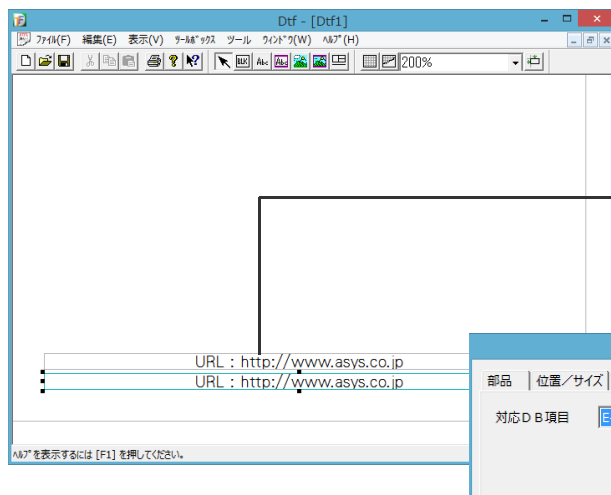 Dtf - [Dtf1]
ﾌｧｲﾙ(F) 編集(E) 表示(V) ﾂｰﾙﾎﾞｯｸｽ ツール ｳｨﾝﾄﾞｳ(W) ﾍﾙﾌﾟ(H)
BLK Abc Abc 200%
URL : http://www.asys.co.jp
URL : http://www.asys.co.jp
部品 位置／サイズ
対応ＤＢ項目 E
ﾍﾙﾌﾟを表示するには [F1] を押してください。